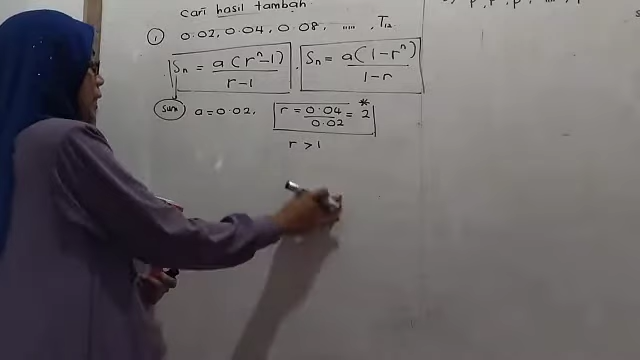 cari hasil tambah.
① 0.02, 0.04, 0.08, ....., T₁₂
Sₙ = a(rⁿ-1) / r-1 . Sₙ = a(1-rⁿ) / 1-r
sum a = 0.02, r = 0.04 / 0.02 = 2 *
r > 1